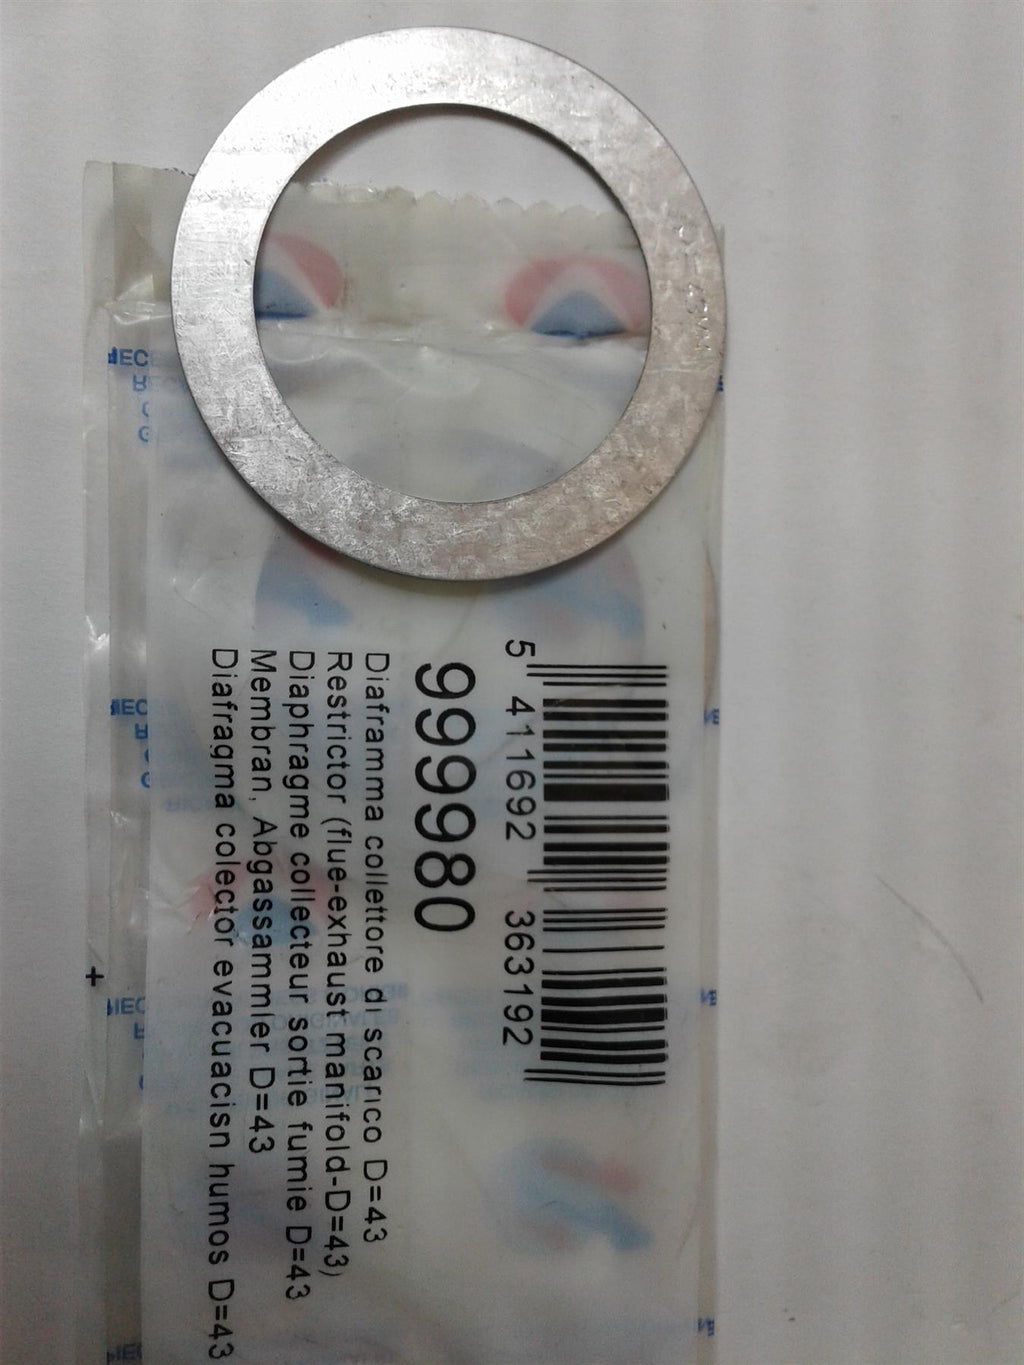 5 411692 363192
999980
Diaframma collettore di scarico D=43
Restrictor (flue-exhaust manifold-D=43)
Diaphragme collecteur sortie fumie D=43
Membran, Abgassammler D=43
Diafragma colector evacuacisn humos D=43